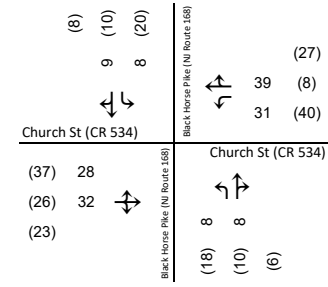 (8) (10) (20)
9 8
Church St (CR 534)
Black Horse Pike (NJ Route 168)
(27)
39 (8)
31 (40)
(37) 28
(26) 32
(23)
Black Horse Pike (NJ Route 168)
Church St (CR 534)
8 8
(18) (10) (6)